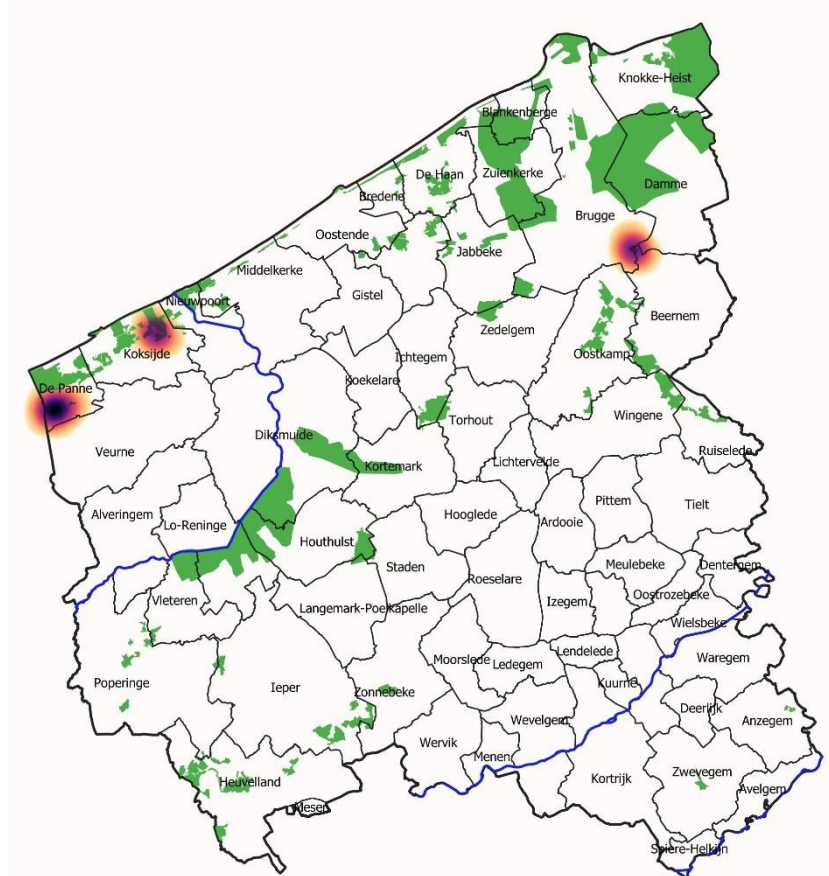 Knokke-Heist
Blankenberge
De Haan
Zuienkerke
Damme
Bredene
Brugge
Oostende
Jabbeke
Middelkerke
Gistel
Nieuwpoort
Beernem
Zedelgem
Koksijde
Oostkamp
Ichtegem
Koekelare
De Panne
Wingene
Torhout
Diksmuide
Veurne
Ruiselede
Lichtervelde
Kortemark
Pittem
Tielt
Alveringem
Hooglede
Ardooie
Lo-Reninge
Houthulst
Staden
Meulebeke
Dentergem
Roeselare
Oostrozebeke
Vleteren
Izegem
Langemark-Poelkapelle
Wielsbeke
Lendelede
Waregem
Moorslede
Ledegem
Poperinge
Ieper
Kuurne
Zonnebeke
Deerlijk
Wevelgem
Anzegem
Wervik
Menen
Zwevegem
Kortrijk
Heuvelland
Avelgem
Mesen
Spiere-Helkijn